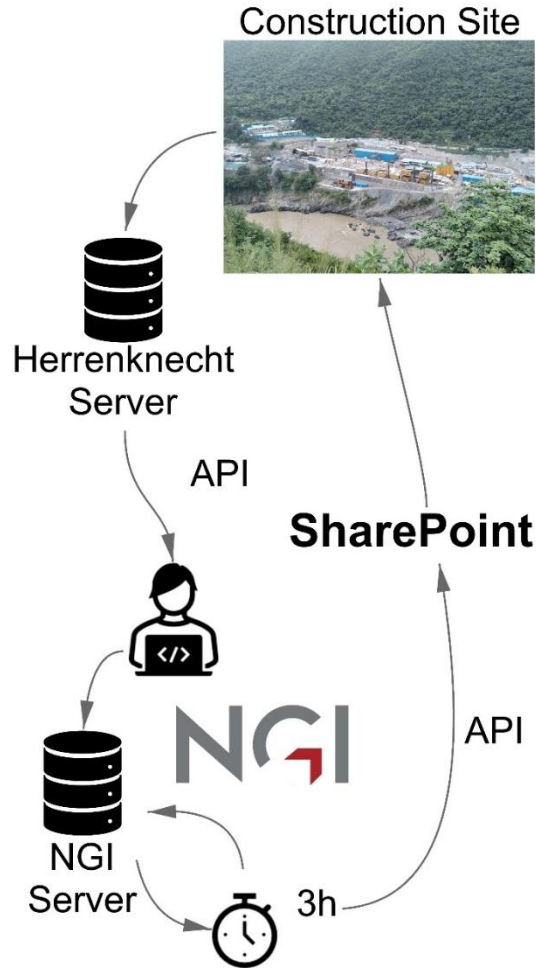 Construction Site
Herrenknecht
Server
API
SharePoint
</>
NGI
API
NGI
Server
3h